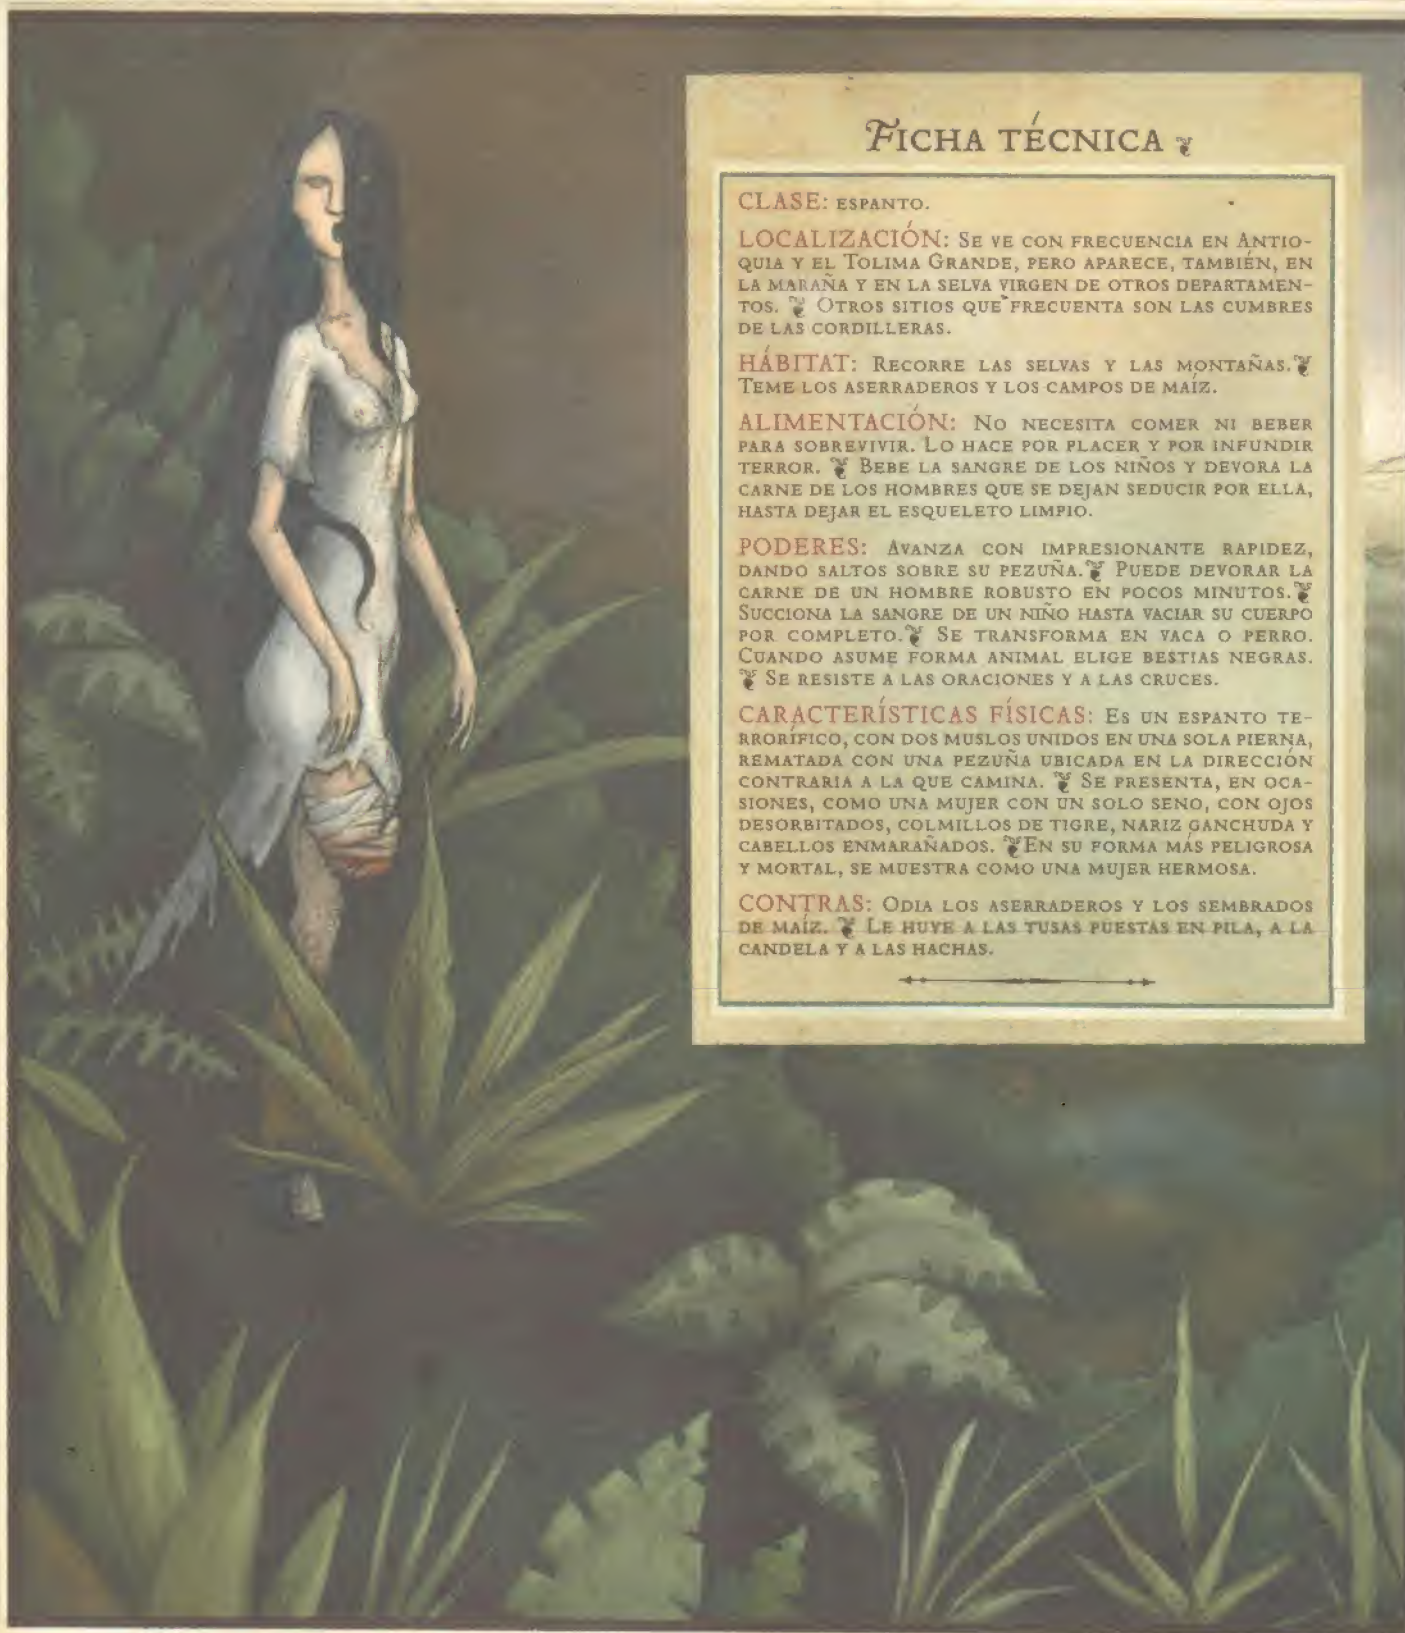 FICHA TÉCNICA
CLASE: ESPANTO.
LOCALIZACIÓN: SE VE CON FRECUENCIA EN ANTIO-
QUIA Y EL TOLIMA GRANDE, PERO APARECE, TAMBIÉN, EN
LA MARAÑA Y EN LA SELVA VIRGEN DE OTROS DEPARTAMEN-
TOS. OTROS SITIOS QUE FRECUENTA SON LAS CUMBRES
DE LAS CORDILLERAS.
HÁBITAT: RECORRE LAS SELVAS Y LAS MONTAÑAS.
TEME LOS ASERRADEROS Y LOS CAMPOS DE MAÍZ.
ALIMENTACIÓN: NO NECESITA COMER NI BEBER
PARA SOBREVIVIR. LO HACE POR PLACER Y POR INFUNDIR
TERROR. BEBE LA SANGRE DE LOS NIÑOS Y DEVORA LA
CARNE DE LOS HOMBRES QUE SE DEJAN SEDUCIR POR ELLA,
HASTA DEJAR EL ESQUELETO LIMPIO.
PODERES: AVANZA CON IMPRESIONANTE RAPIDEZ,
DANDO SALTOS SOBRE SU PEZUÑA. PUEDE DEVORAR LA
CARNE DE UN HOMBRE ROBUSTO EN POCOS MINUTOS.
SUCCIONA LA SANGRE DE UN NIÑO HASTA VACIAR SU CUERPO
POR COMPLETO. SE TRANSFORMA EN VACA O PERRO.
CUANDO ASUME FORMA ANIMAL ELIGE BESTIAS NEGRAS.
SE RESISTE A LAS ORACIONES Y A LAS CRUCES.
CARACTERÍSTICAS FÍSICAS: ES UN ESPANTO TE-
RRORÍFICO, CON DOS MUSLOS UNIDOS EN UNA SOLA PIERNA,
REMATADA CON UNA PEZUÑA UBICADA EN LA DIRECCIÓN
CONTRARIA A LA QUE CAMINA. SE PRESENTA, EN OCA-
SIONES, COMO UNA MUJER CON UN SOLO SENO, CON OJOS
DESORBITADOS, COLMILLOS DE TIGRE, NARIZ GANCHUDA Y
CABELLOS ENMARAÑADOS. EN SU FORMA MÁS PELIGROSA
Y MORTAL, SE MUESTRA COMO UNA MUJER HERMOSA.
CONTRAS: ODIA LOS ASERRADEROS Y LOS SEMBRADOS
DE MAÍZ. LE HUYE A LAS TUSAS PUESTAS EN PILA, A LA
CANDELA Y A LAS HACHAS.